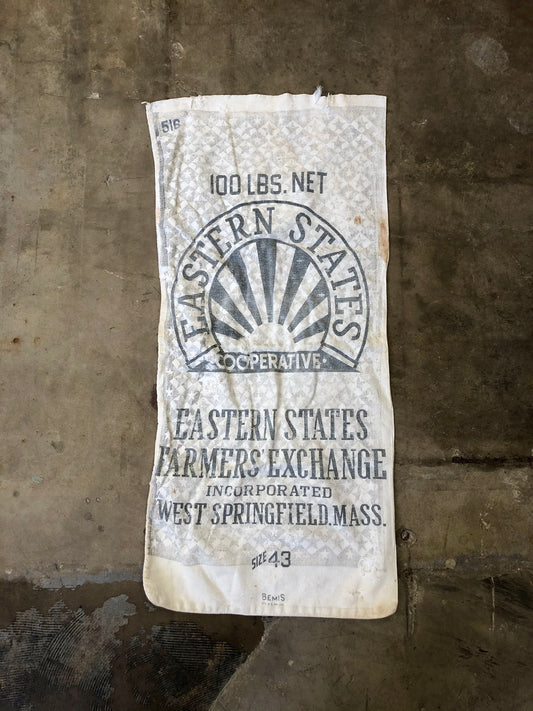 516
100 LBS. NET
EASTERN STATES
COOPERATIVE
EASTERN STATES
FARMERS' EXCHANGE
INCORPORATED
WEST SPRINGFIELD. MASS.
SIZE 43
BEMIS